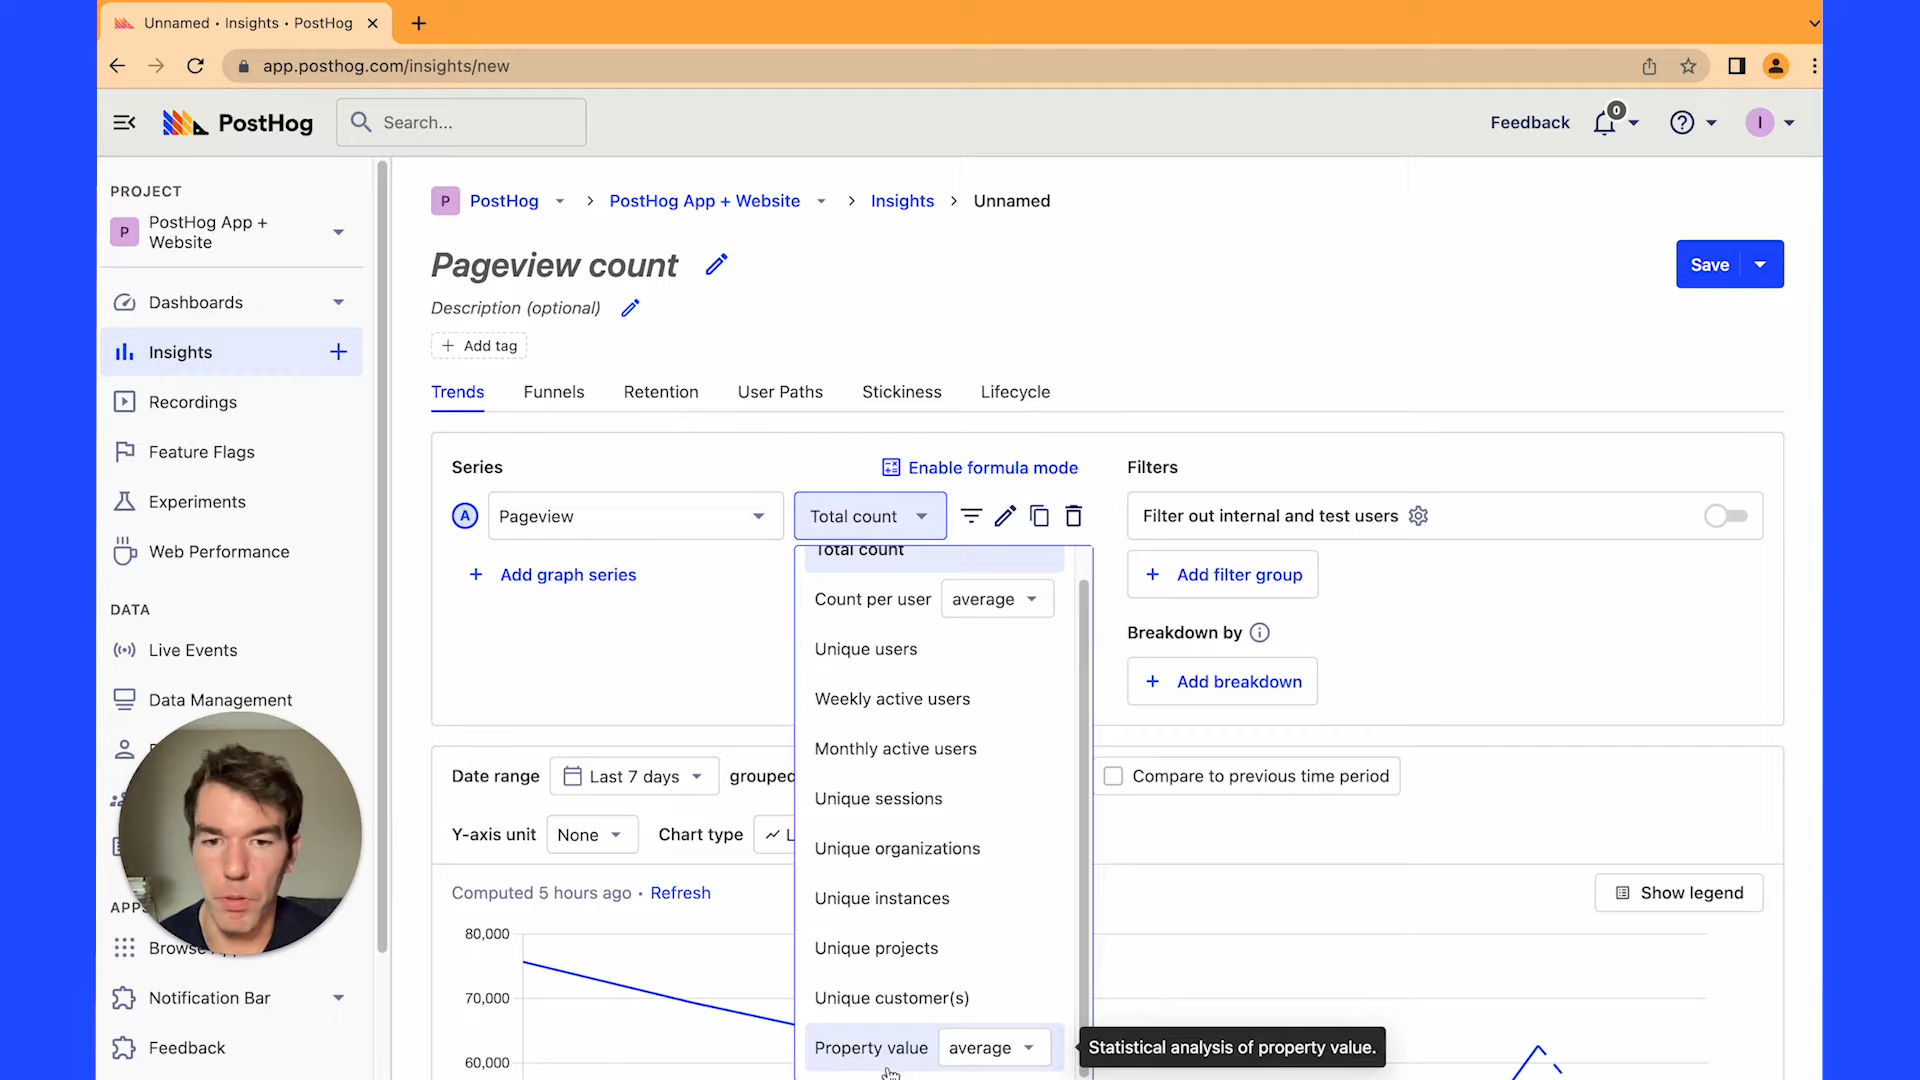 Unnamed • Insights • PostHog
app.posthog.com/insights/new
PostHog
Search...
Feedback
0
I
PROJECT
P
PostHog App +
Website
Dashboards
Insights
Recordings
Feature Flags
Experiments
Web Performance
DATA
Live Events
Data Management
APPS
Browse
Notification Bar
Feedback
P PostHog > PostHog App + Website > Insights > Unnamed
Pageview count
Save
Description (optional)
+ Add tag
Trends Funnels Retention User Paths Stickiness Lifecycle
Series
Enable formula mode
A Pageview
Total count
+ Add graph series
Total count
Count per user average
Unique users
Weekly active users
Monthly active users
Unique sessions
Unique organizations
Unique instances
Unique projects
Unique customer(s)
Property value average
Statistical analysis of property value.
Filters
Filter out internal and test users
+ Add filter group
Breakdown by
+ Add breakdown
Date range Last 7 days grouped
Compare to previous time period
Y-axis unit None Chart type L
Computed 5 hours ago • Refresh
Show legend
80,000
70,000
60,000